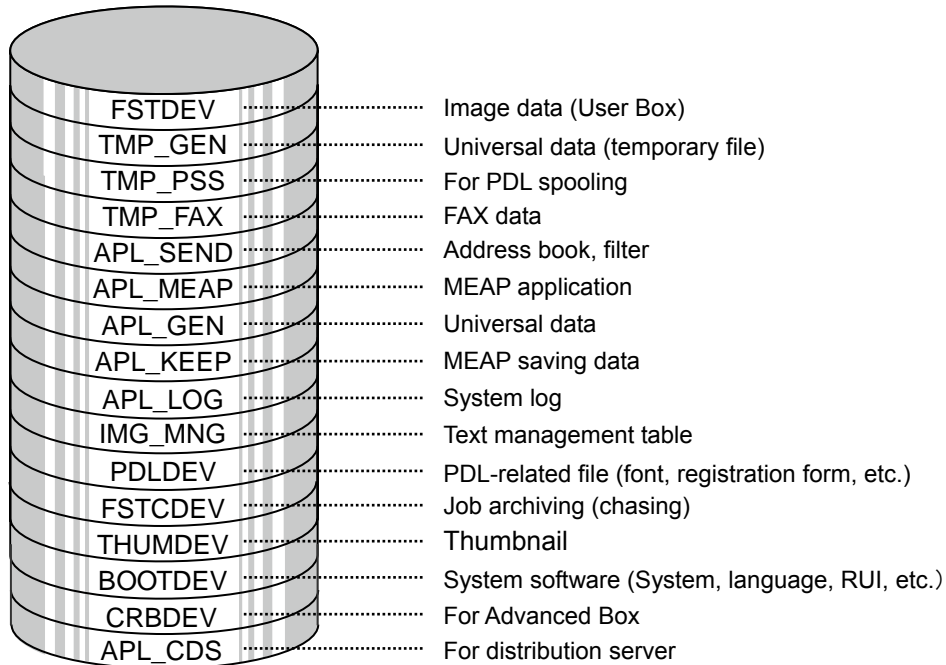 FSTDEV Image data (User Box)
TMP_GEN Universal data (temporary file)
TMP_PSS For PDL spooling
TMP_FAX FAX data
APL_SEND Address book, filter
APL_MEAP MEAP application
APL_GEN Universal data
APL_KEEP MEAP saving data
APL_LOG System log
IMG_MNG Text management table
PDLDEV PDL-related file (font, registration form, etc.)
FSTCDEV Job archiving (chasing)
THUMDEV Thumbnail
BOOTDEV System software (System, language, RUI, etc.)
CRBDEV For Advanced Box
APL_CDS For distribution server